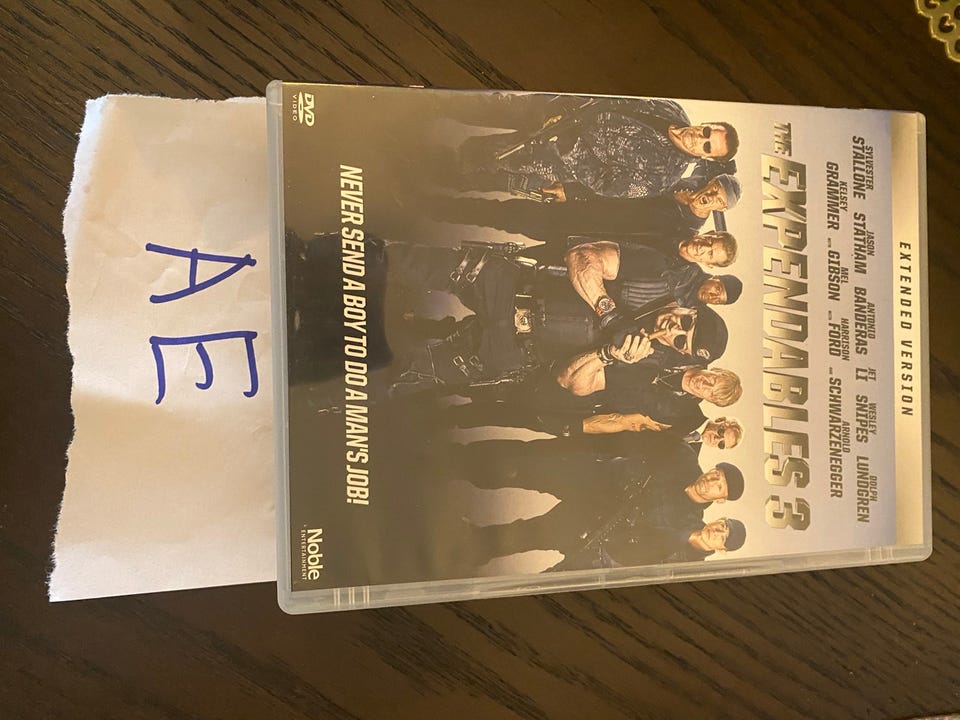 EXTENDED VERSION
SYLVESTER STALLONE JASON STATHAM ANTONIO BANDERAS JET LI WESLEY SNIPES DOLPH LUNDGREN
KELSEY GRAMMER MEL GIBSON HARRISON FORD ARNOLD SCHWARZENEGGER
THE EXPENDABLES 3
NEVER SEND A BOY TO DO A MAN'S JOB!
DVD
VIDEO
Noble
ENTERTAINMENT
AE